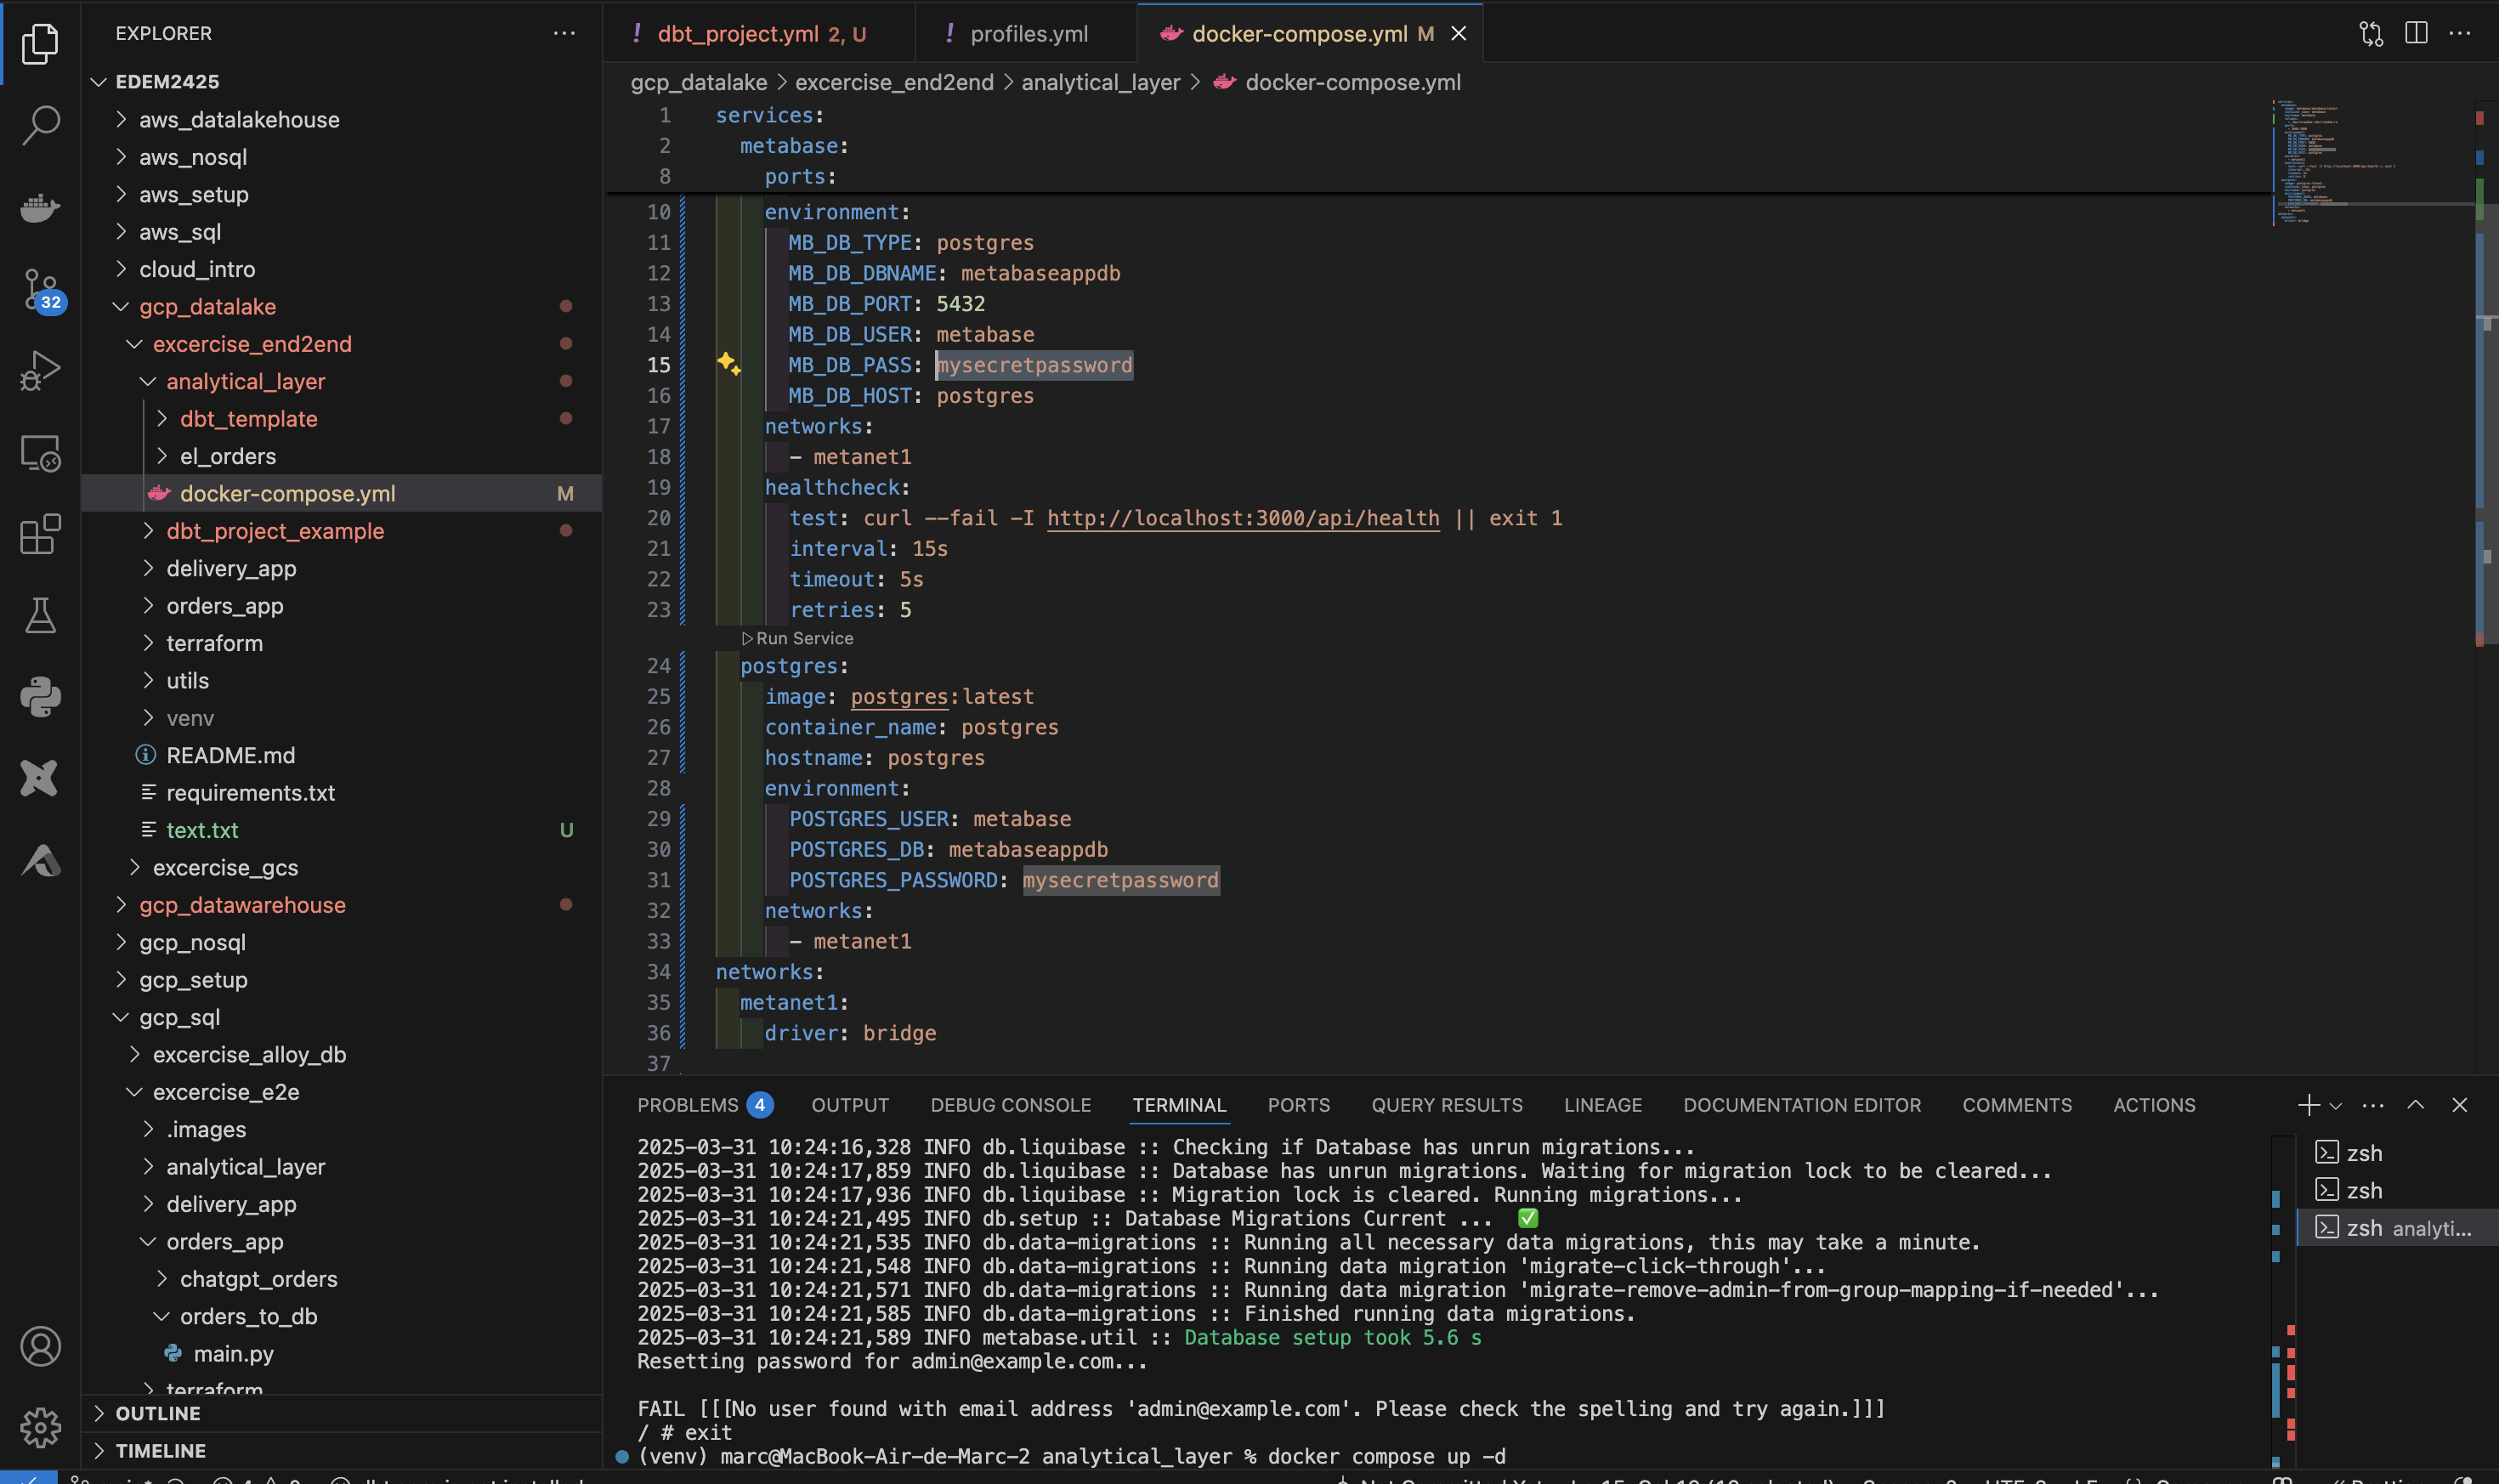 EXPLORER
EDEM2425
aws_datalakehouse
aws_nosql
aws_setup
aws_sql
cloud_intro
gcp_datalake
excercise_end2end
analytical_layer
dbt_template
el_orders
docker-compose.yml M
dbt_project_example
delivery_app
orders_app
terraform
utils
venv
README.md
requirements.txt
text.txt U
excercise_gcs
gcp_datawarehouse
gcp_nosql
gcp_setup
gcp_sql
excercise_alloy_db
excercise_e2e
.images
analytical_layer
delivery_app
orders_app
chatgpt_orders
orders_to_db
main.py
terraform
OUTLINE
TIMELINE
32
! dbt_project.yml 2, U
! profiles.yml
docker-compose.yml M
gcp_datalake > excercise_end2end > analytical_layer > docker-compose.yml
1 services:
2 metabase:
8 ports:
10 environment:
11 MB_DB_TYPE: postgres
12 MB_DB_DBNAME: metabaseappdb
13 MB_DB_PORT: 5432
14 MB_DB_USER: metabase
15 MB_DB_PASS: mysecretpassword
16 MB_DB_HOST: postgres
17 networks:
18 - metanet1
19 healthcheck:
20 test: curl --fail -I http://localhost:3000/api/health || exit 1
21 interval: 15s
22 timeout: 5s
23 retries: 5
Run Service
24 postgres:
25 image: postgres:latest
26 container_name: postgres
27 hostname: postgres
28 environment:
29 POSTGRES_USER: metabase
30 POSTGRES_DB: metabaseappdb
31 POSTGRES_PASSWORD: mysecretpassword
32 networks:
33 - metanet1
34 networks:
35 metanet1:
36 driver: bridge
37
PROBLEMS 4 OUTPUT DEBUG CONSOLE TERMINAL PORTS QUERY RESULTS LINEAGE DOCUMENTATION EDITOR COMMENTS ACTIONS
2025-03-31 10:24:16,328 INFO db.liquibase :: Checking if Database has unrun migrations...
2025-03-31 10:24:17,859 INFO db.liquibase :: Database has unrun migrations. Waiting for migration lock to be cleared...
2025-03-31 10:24:17,936 INFO db.liquibase :: Migration lock is cleared. Running migrations...
2025-03-31 10:24:21,495 INFO db.setup :: Database Migrations Current ... ✅
2025-03-31 10:24:21,535 INFO db.data-migrations :: Running all necessary data migrations, this may take a minute.
2025-03-31 10:24:21,548 INFO db.data-migrations :: Running data migration 'migrate-click-through'...
2025-03-31 10:24:21,571 INFO db.data-migrations :: Running data migration 'migrate-remove-admin-from-group-mapping-if-needed'...
2025-03-31 10:24:21,585 INFO db.data-migrations :: Finished running data migrations.
2025-03-31 10:24:21,589 INFO metabase.util :: Database setup took 5.6 s
Resetting password for admin@example.com...
FAIL [[[No user found with email address 'admin@example.com'. Please check the spelling and try again.]]]
/ # exit
(venv) marc@MacBook-Air-de-Marc-2 analytical_layer % docker compose up -d
zsh
zsh
zsh analyti...